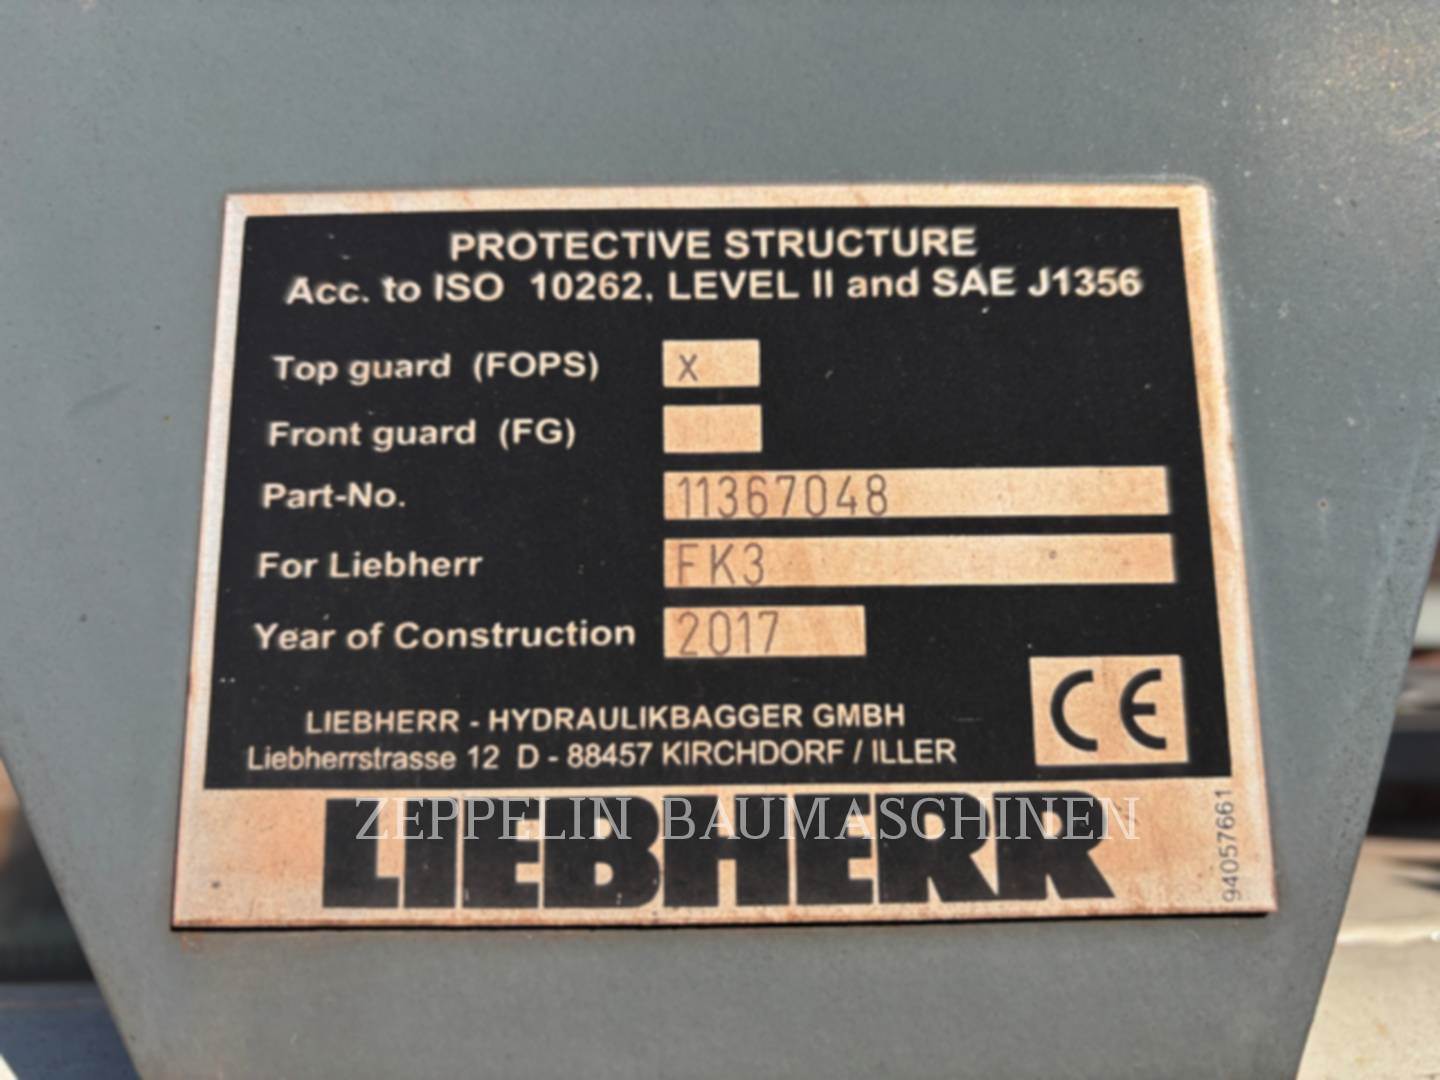 PROTECTIVE STRUCTURE
Acc. to ISO 10262, LEVEL II and SAE J1356
Top guard (FOPS) X
Front guard (FG)
Part-No. 11367048
For Liebherr FK3
Year of Construction 2017
CE
LIEBHERR - HYDRAULIKBAGGER GMBH
Liebherrstrasse 12 D - 88457 KIRCHDORF / ILLER
ZEPPELIN BAUMASCHINEN
LIEBHERR
94057661